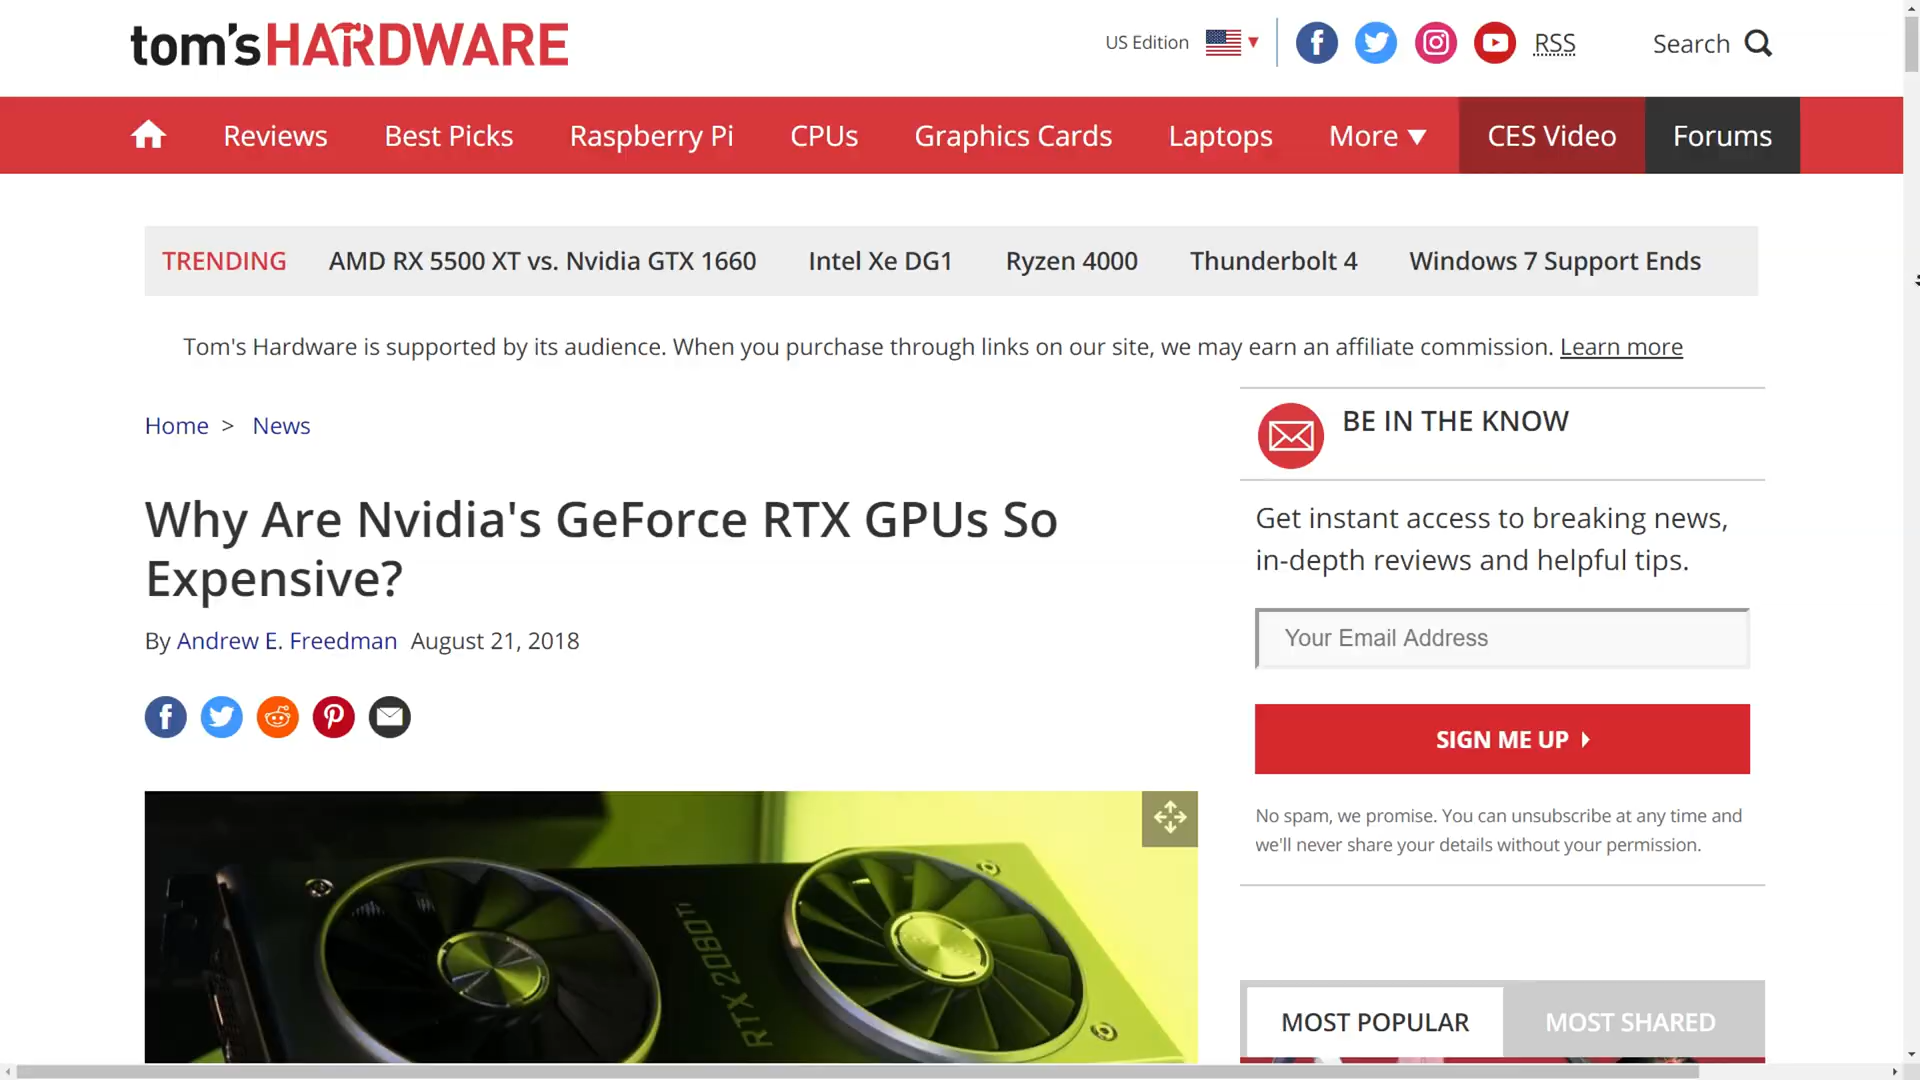 tom'sHARDWARE
US Edition
RSS
Search
Reviews
Best Picks
Raspberry Pi
CPUs
Graphics Cards
Laptops
More
CES Video
Forums
TRENDING
AMD RX 5500 XT vs. Nvidia GTX 1660
Intel Xe DG1
Ryzen 4000
Thunderbolt 4
Windows 7 Support Ends
Tom's Hardware is supported by its audience. When you purchase through links on our site, we may earn an affiliate commission. Learn more
Home > News
Why Are Nvidia's GeForce RTX GPUs So
Expensive?
By Andrew E. Freedman August 21, 2018
RTX 2080Ti
BE IN THE KNOW
Get instant access to breaking news,
in-depth reviews and helpful tips.
Your Email Address
SIGN ME UP
No spam, we promise. You can unsubscribe at any time and
we'll never share your details without your permission.
MOST POPULAR
MOST SHARED